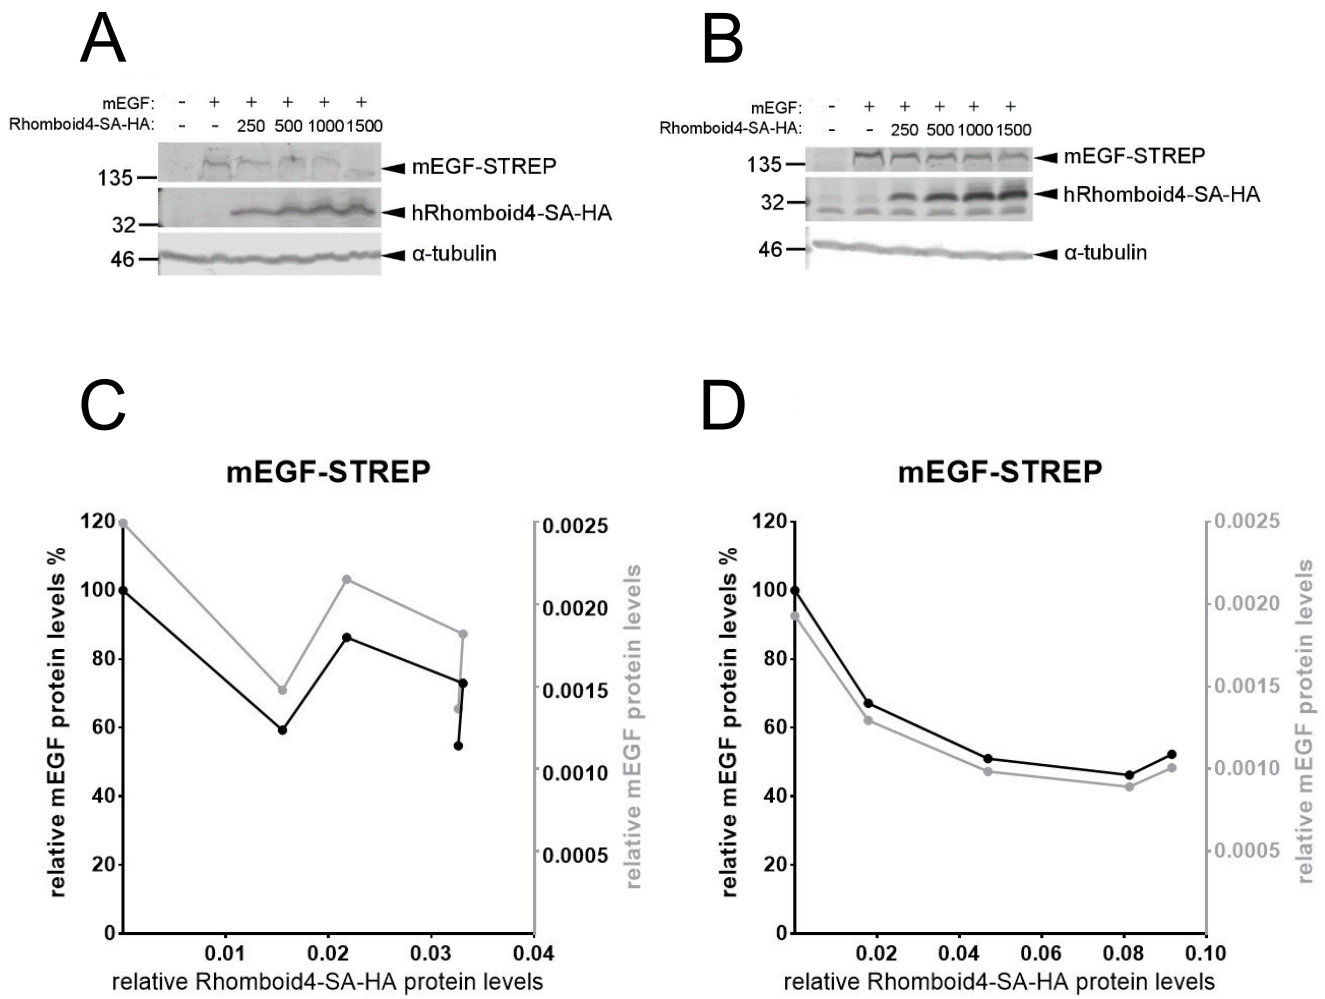 A
mEGF: - + + + + +
Rhomboid4-SA-HA: - - 250 500 1000 1500
mEGF-STREP
135
hRhomboid4-SA-HA
32
46
α-tubulin
B
mEGF: - + + + + +
Rhomboid4-SA-HA: - - 250 500 1000 1500
mEGF-STREP
135
hRhomboid4-SA-HA
32
46
α-tubulin
C
mEGF-STREP
relative mEGF protein levels %
120
100
80
60
40
20
0
0.0025
0.0020
0.0015
0.0010
0.0005
relative mEGF protein levels
0.01 0.02 0.03 0.04
relative Rhomboid4-SA-HA protein levels
D
mEGF-STREP
relative mEGF protein levels %
120
100
80
60
40
20
0
0.0025
0.0020
0.0015
0.0010
0.0005
relative mEGF protein levels
0.02 0.04 0.06 0.08 0.10
relative Rhomboid4-SA-HA protein levels